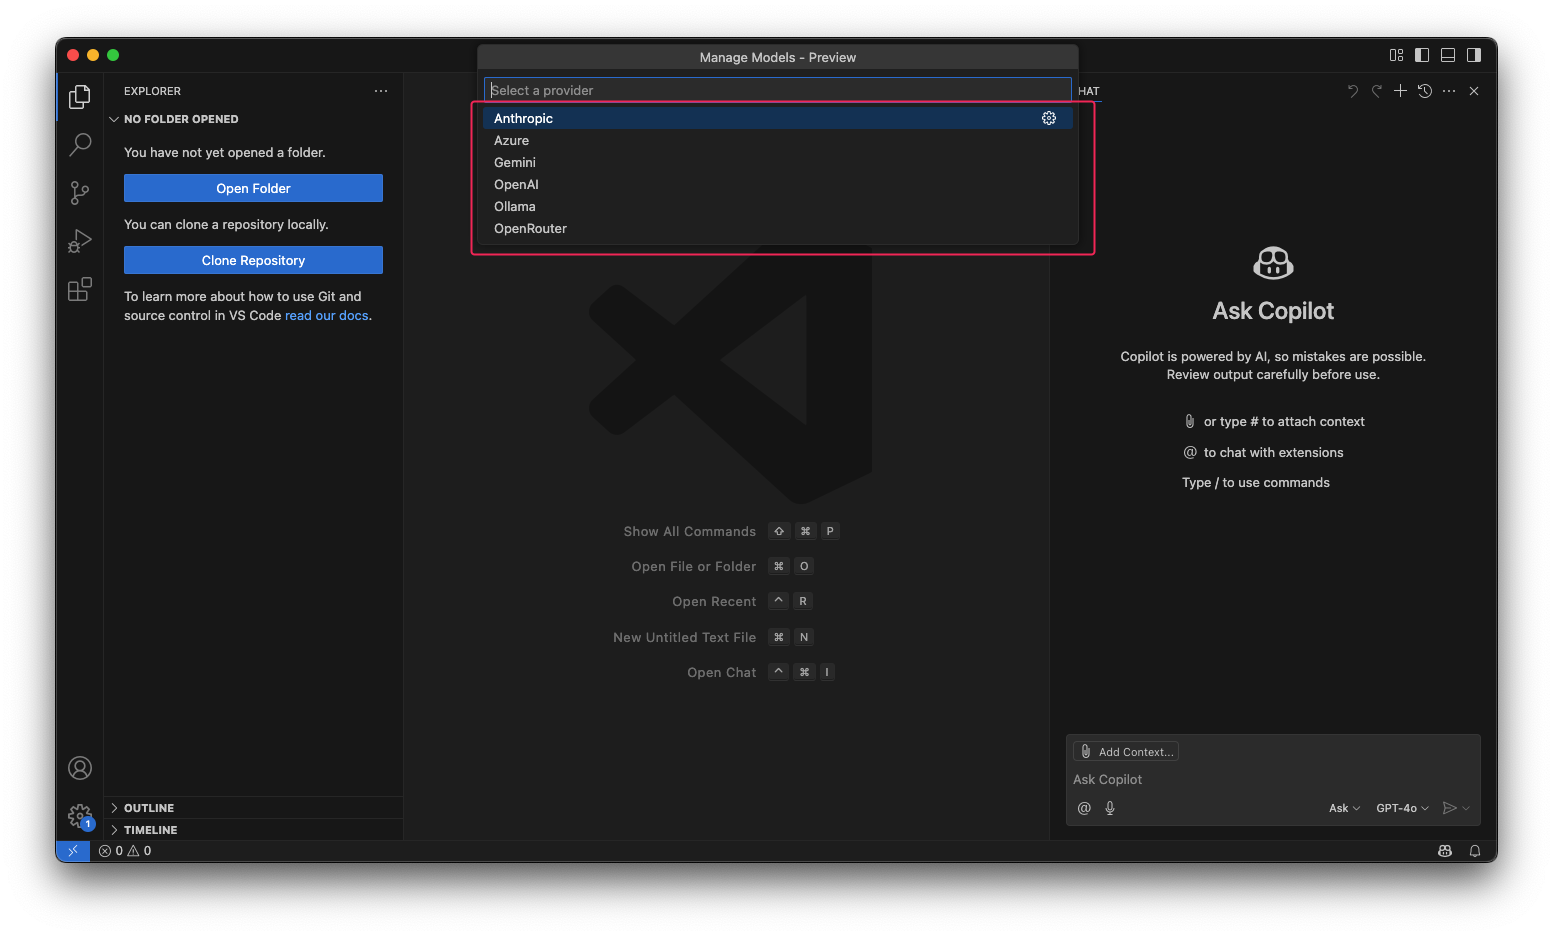 Manage Models - Preview
Select a provider
Anthropic
Azure
Gemini
OpenAI
Ollama
OpenRouter
EXPLORER
NO FOLDER OPENED
You have not yet opened a folder.
Open Folder
You can clone a repository locally.
Clone Repository
To learn more about how to use Git and
source control in VS Code read our docs.
OUTLINE
TIMELINE
1
0 0
Show All Commands ⇧ ⌘ P
Open File or Folder ⌘ O
Open Recent ^ R
New Untitled Text File ⌘ N
Open Chat ^ ⌘ I
HAT
Ask Copilot
Copilot is powered by AI, so mistakes are possible.
Review output carefully before use.
or type # to attach context
@ to chat with extensions
Type / to use commands
Add Context...
Ask Copilot
@ Ask GPT-4o